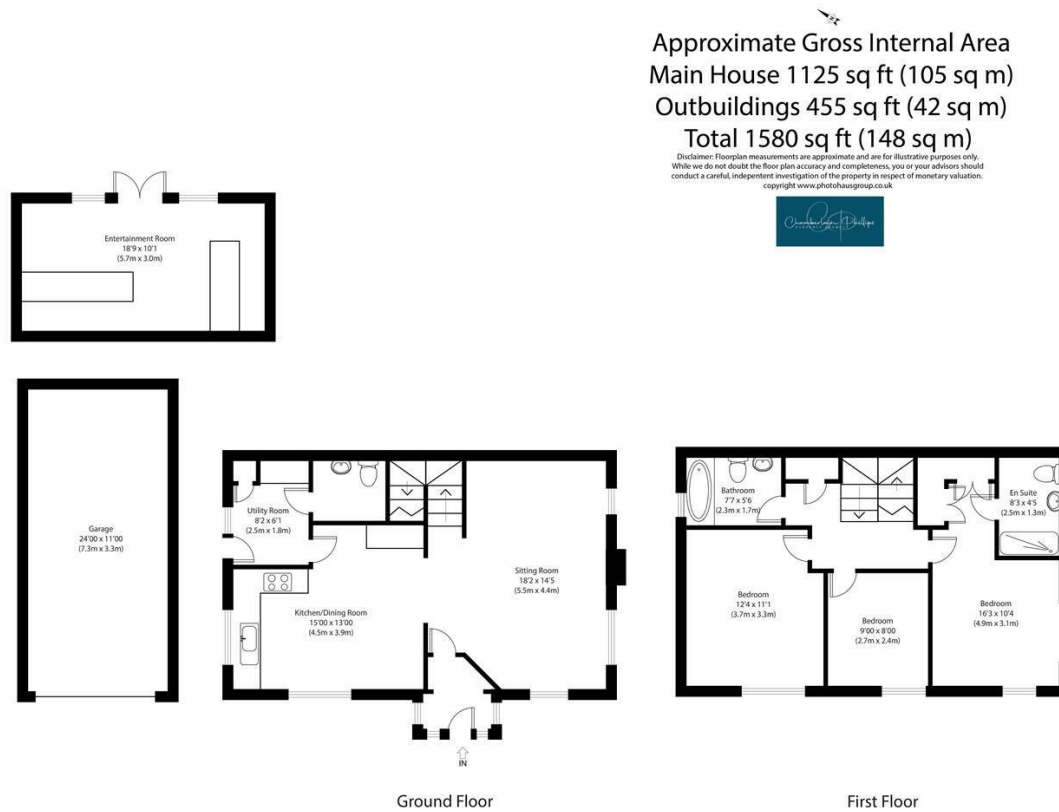 Approximate Gross Internal Area
Main House 1125 sq ft (105 sq m)
Outbuildings 455 sq ft (42 sq m)
Total 1580 sq ft (148 sq m)
Disclaimer: Floorplan measurements are approximate and are for illustrative purposes only.
While we do not doubt the floor plan accuracy and completeness, you or your advisors should
conduct a careful, indepentent investigation of the property in respect of monetary valuation.
copyright www.photohausgroup.co.uk
Chamberlain Phillips
Entertainment Room
18'9 x 10'1
(5.7m x 3.0m)
Garage
24'00 x 11'00
(7.3m x 3.3m)
Utility Room
8'2 x 6'1
(2.5m x 1.8m)
Kitchen/Dining Room
15'00 x 13'00
(4.5m x 3.9m)
Sitting Room
18'2 x 14'5
(5.5m x 4.4m)
IN
Ground Floor
Bathroom
7'7 x 5'6
(2.3m x 1.7m)
En Suite
8'3 x 4'5
(2.5m x 1.3m)
Bedroom
12'4 x 11'1
(3.7m x 3.3m)
Bedroom
9'00 x 8'00
(2.7m x 2.4m)
Bedroom
16'3 x 10'4
(4.9m x 3.1m)
First Floor